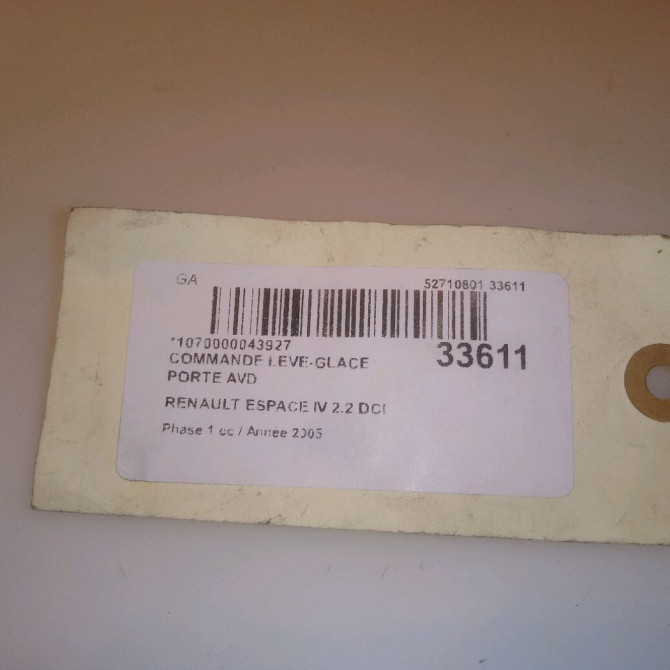 GA
52710801 33611
*1070000043927
33611
COMMANDE LEVE-GLACE
PORTE AVD
RENAULT ESPACE IV 2.2 DCI
Phase 1 cc / Annee 2005